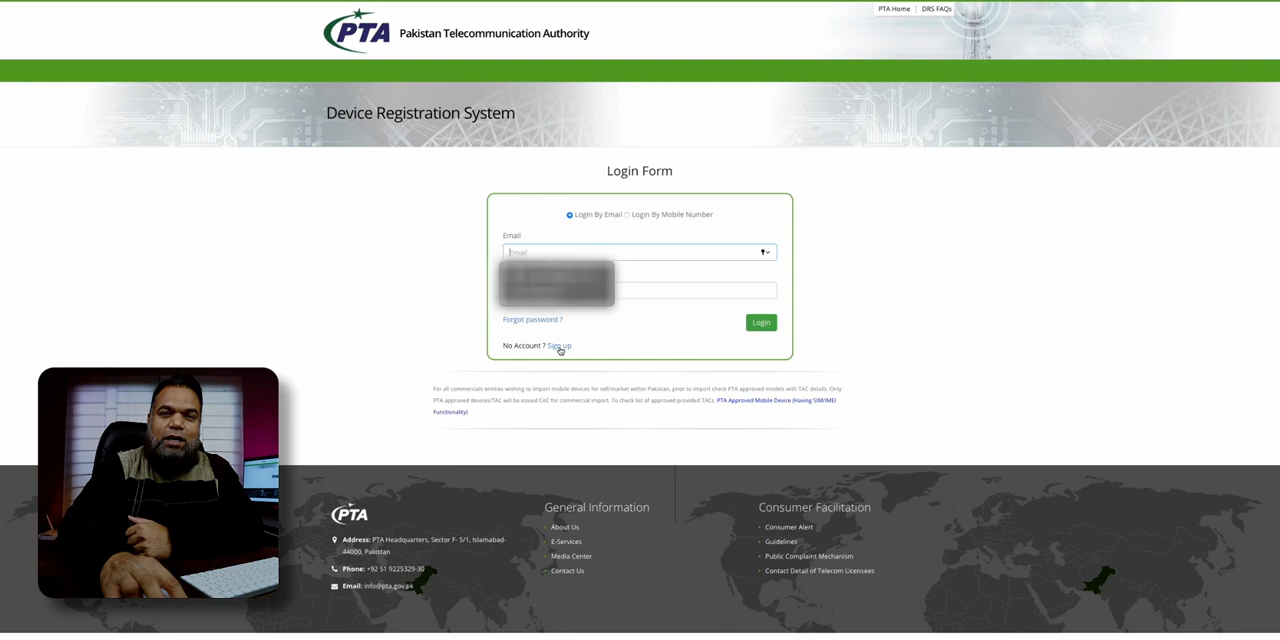 PTA Home | DRS FAQs
PTA Pakistan Telecommunication Authority
Device Registration System
Login Form
Login By Email Login By Mobile Number
Email
Email
Forgot password ?
Login
No Account ? Sign up
For all commercials entities wishing to import mobile devices for sell/market within Pakistan, prior to import check PTA approved models with TAC details. Only
PTA approved devices/TAC will be issued CoC for commercial import. To check list of approved provided TACs. PTA Approved Mobile Device (Having SIM/IMEI
Functionality)
PTA
Address: PTA Headquarters, Sector F- 5/1, Islamabad-
44000, Pakistan
Phone: +92 51 9225329-30
Email: info@pta.gov.pk
General Information
About Us
E-Services
Media Center
Contact Us
Consumer Facilitation
Consumer Alert
Guidelines
Public Complaint Mechanism
Contact Detail of Telecom Licensees